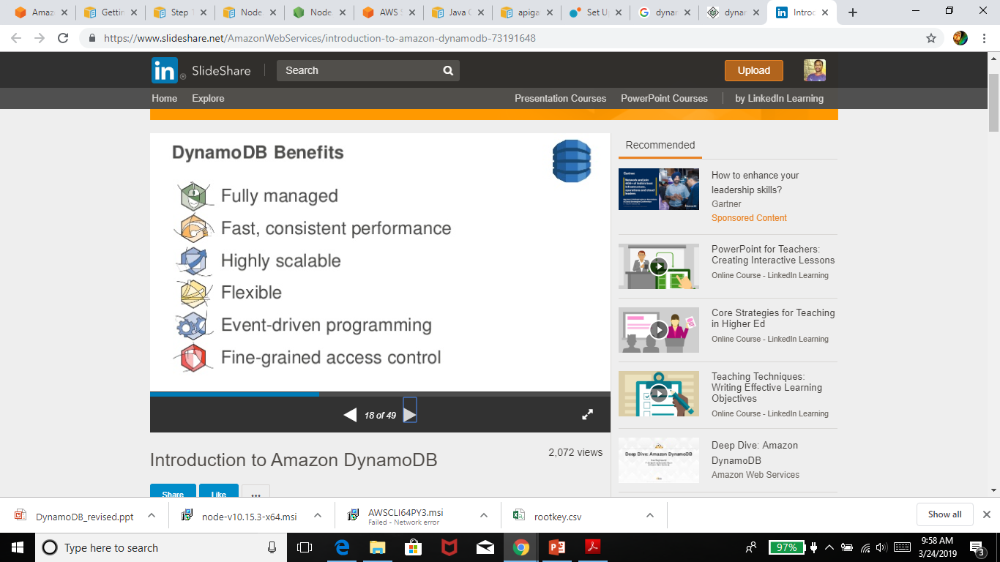 Amaz
Gettin
Step T
Node
Node.
AWS S
Java C
apiga
Set U
dynar
dynar
Introd
https://www.slideshare.net/AmazonWebServices/introduction-to-amazon-dynamodb-73191648
in SlideShare
Search
Upload
Home Explore
Presentation Courses PowerPoint Courses by LinkedIn Learning
DynamoDB Benefits
Fully managed
Fast, consistent performance
Highly scalable
Flexible
Event-driven programming
Fine-grained access control
18 of 49
Introduction to Amazon DynamoDB
2,072 views
Share Like ...
Recommended
How to enhance your
leadership skills?
Gartner
Sponsored Content
PowerPoint for Teachers:
Creating Interactive Lessons
Online Course - LinkedIn Learning
Core Strategies for Teaching
in Higher Ed
Online Course - LinkedIn Learning
Teaching Techniques:
Writing Effective Learning
Objectives
Online Course - LinkedIn Learning
Deep Dive: Amazon DynamoDB
Deep Dive: Amazon
DynamoDB
Amazon Web Services
DynamoDB_revised.ppt
node-v10.15.3-x64.msi
AWSCLI64PY3.msi
Failed - Network error
rootkey.csv
Show all
Type here to search
97%
9:58 AM
3/24/2019
3